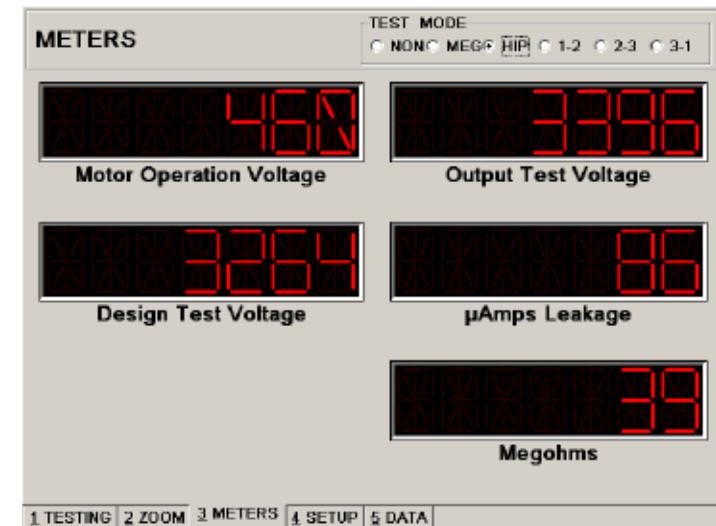 METERS
TEST MODE
NON MEG HIP 1-2 2-3 3-1
460 3396
Motor Operation Voltage Output Test Voltage
3264 86
Design Test Voltage µAmps Leakage
39
Megohms
1 TESTING 2 ZOOM 3 METERS 4 SETUP 5 DATA